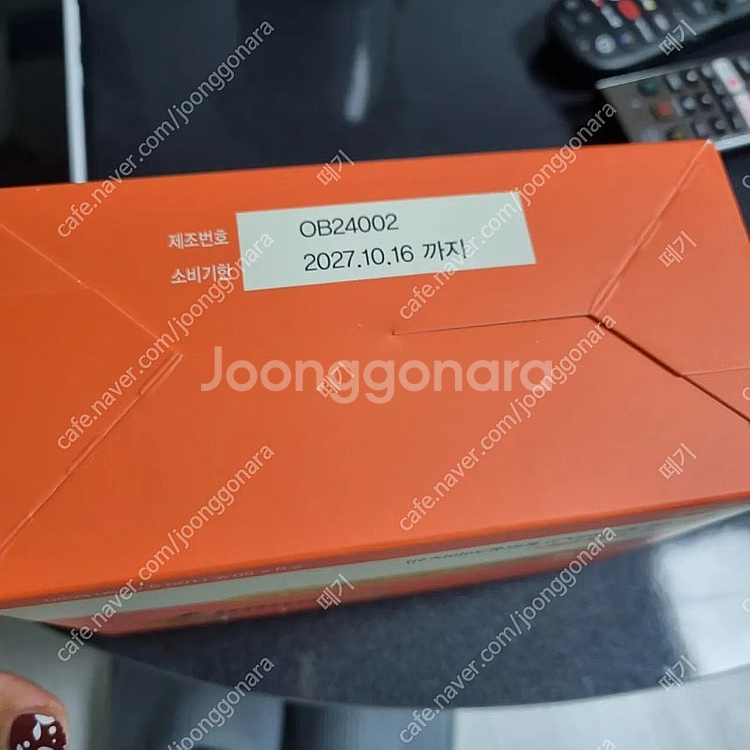 제조번호 OB24002
소비기한 2027.10.16 까지
Joonggonara
cafe.naver.com/joonggonara
떼기